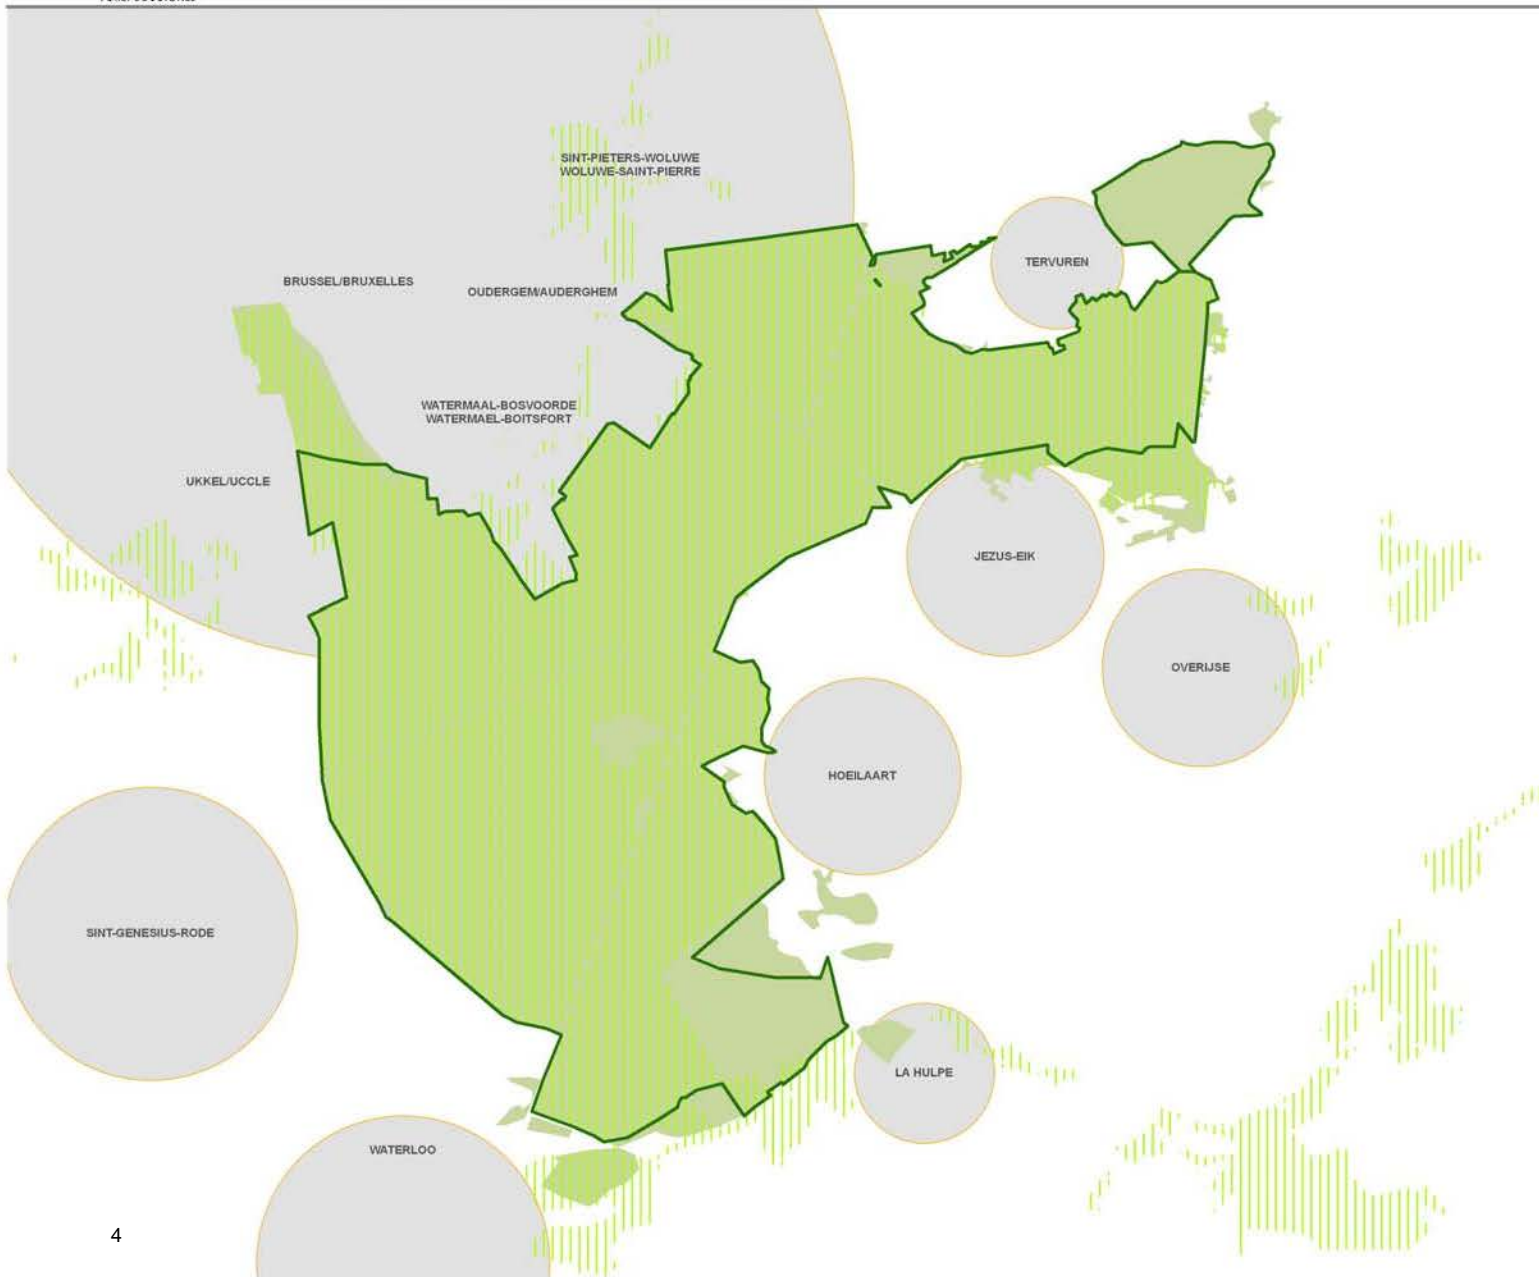 SINT-PIETERS-WOLUWE
WOLUWE-SAINT-PIERRE
TERVUREN
BRUSSEL/BRUXELLES
OUDERGEM/AUDERGHEM
WATERMAAL-BOSVOORDE
WATERMAEL-BOITSFORT
UKKEL/UCCLE
JEZUS-EIK
OVERIJSE
HOEILAART
SINT-GENESIUS-RODE
LA HULPE
WATERLOO
4